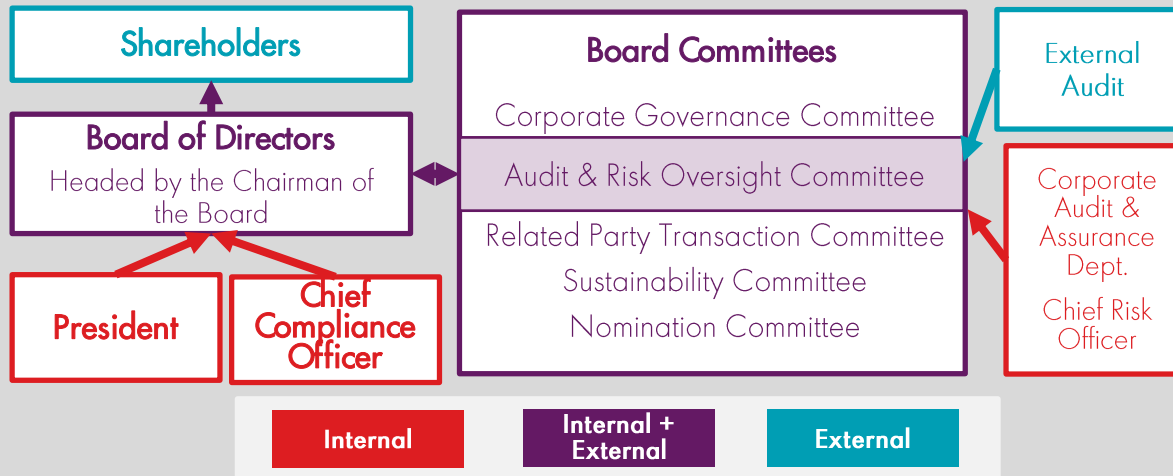 Shareholders
Board of Directors
Headed by the Chairman of
the Board
President
Chief
Compliance
Officer
Board Committees
Corporate Governance Committee
Audit & Risk Oversight Committee
Related Party Transaction Committee
Sustainability Committee
Nomination Committee
External
Audit
Corporate
Audit &
Assurance
Dept.
Chief Risk
Officer
Internal
Internal +
External
External